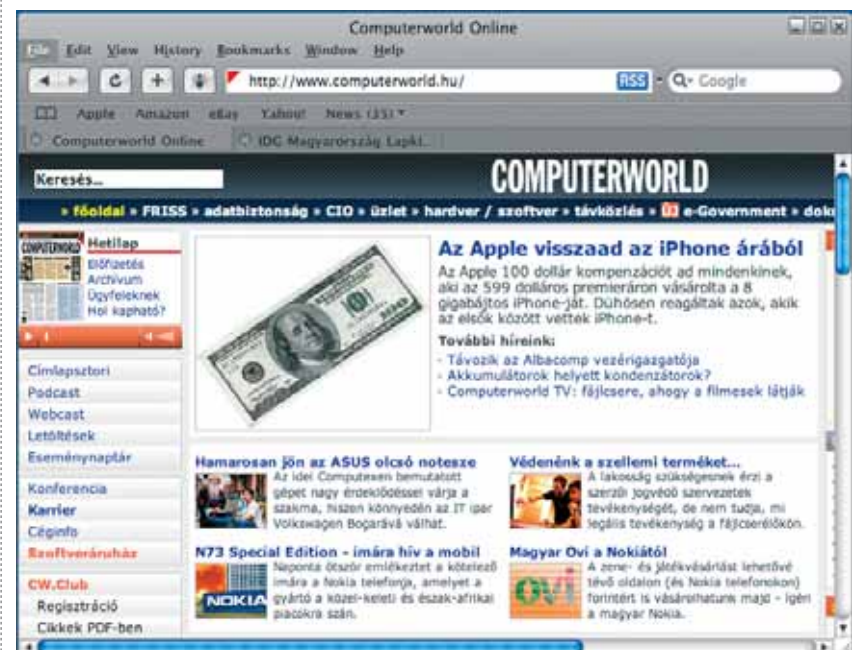 Computerworld Online
File Edit View History Bookmarks Window Help
http://www.computerworld.hu/ RSS Google
Apple Amazon eBay Yahoo! News (35)
Computerworld Online IDG Magyarország Lapki...
Keresés... COMPUTERWORLD
» főoldal » FRISS » adatbiztonság » CIO » üzlet » hardver / szoftver » távközlés » e-Government » doku
COMPUTERWORLD Hetilap
Előfizetés
Archívum
Ügyfeleknek
Hol kapható?
Címlapsztori
Podcast
Webcast
Letöltések
Eseménynaptár
Konferencia
Karrier
Céginfo
Szoftveráruház
CW.Club
Regisztráció
Cikkek PDF-ben
100
Az Apple visszaad az iPhone árából
Az Apple 100 dollár kompenzációt ad mindenkinek,
aki az 599 dolláros premieráron vásárolta a 8
gigabájtos iPhone-ját. Dühösen reagáltak azok, akik
az elsők között vettek iPhone-t.
További híreink:
- Távozik az Albacomp vezérigazgatója
- Akkumulátorok helyett kondenzátorok?
- Computerworld TV: fájlcsere, ahogy a filmesek látják
Hamarosan jön az ASUS olcsó notesze
Az idei Computexen bemutatott
gépet nagy érdeklődéssel várja a
szakma, hiszen könnyedén az IT ipar
Volkswagen Bogarává válhat.
Védenénk a szellemi terméket...
A lakosság szükségesnek érzi a
szerzői jogvédő szervezetek
tevékenységét, de nem tudja, mi
legális tevékenység a fájlcserélőkön.
N73 Special Edition - imára hív a mobil
Naponta ötször emlékeztet a kötelező
imára a Nokia telefonja, amelyet a
gyártó a közel-keleti és észak-afrikai
piacokra szán.
NOKIA
Magyar Ovi a Nokiától
A zene- és játékvásárlást lehetővé
tévő oldalon (és Nokia telefonokon)
forintért is vásárolhatunk majd - ígéri
a magyar Nokia.
ovi